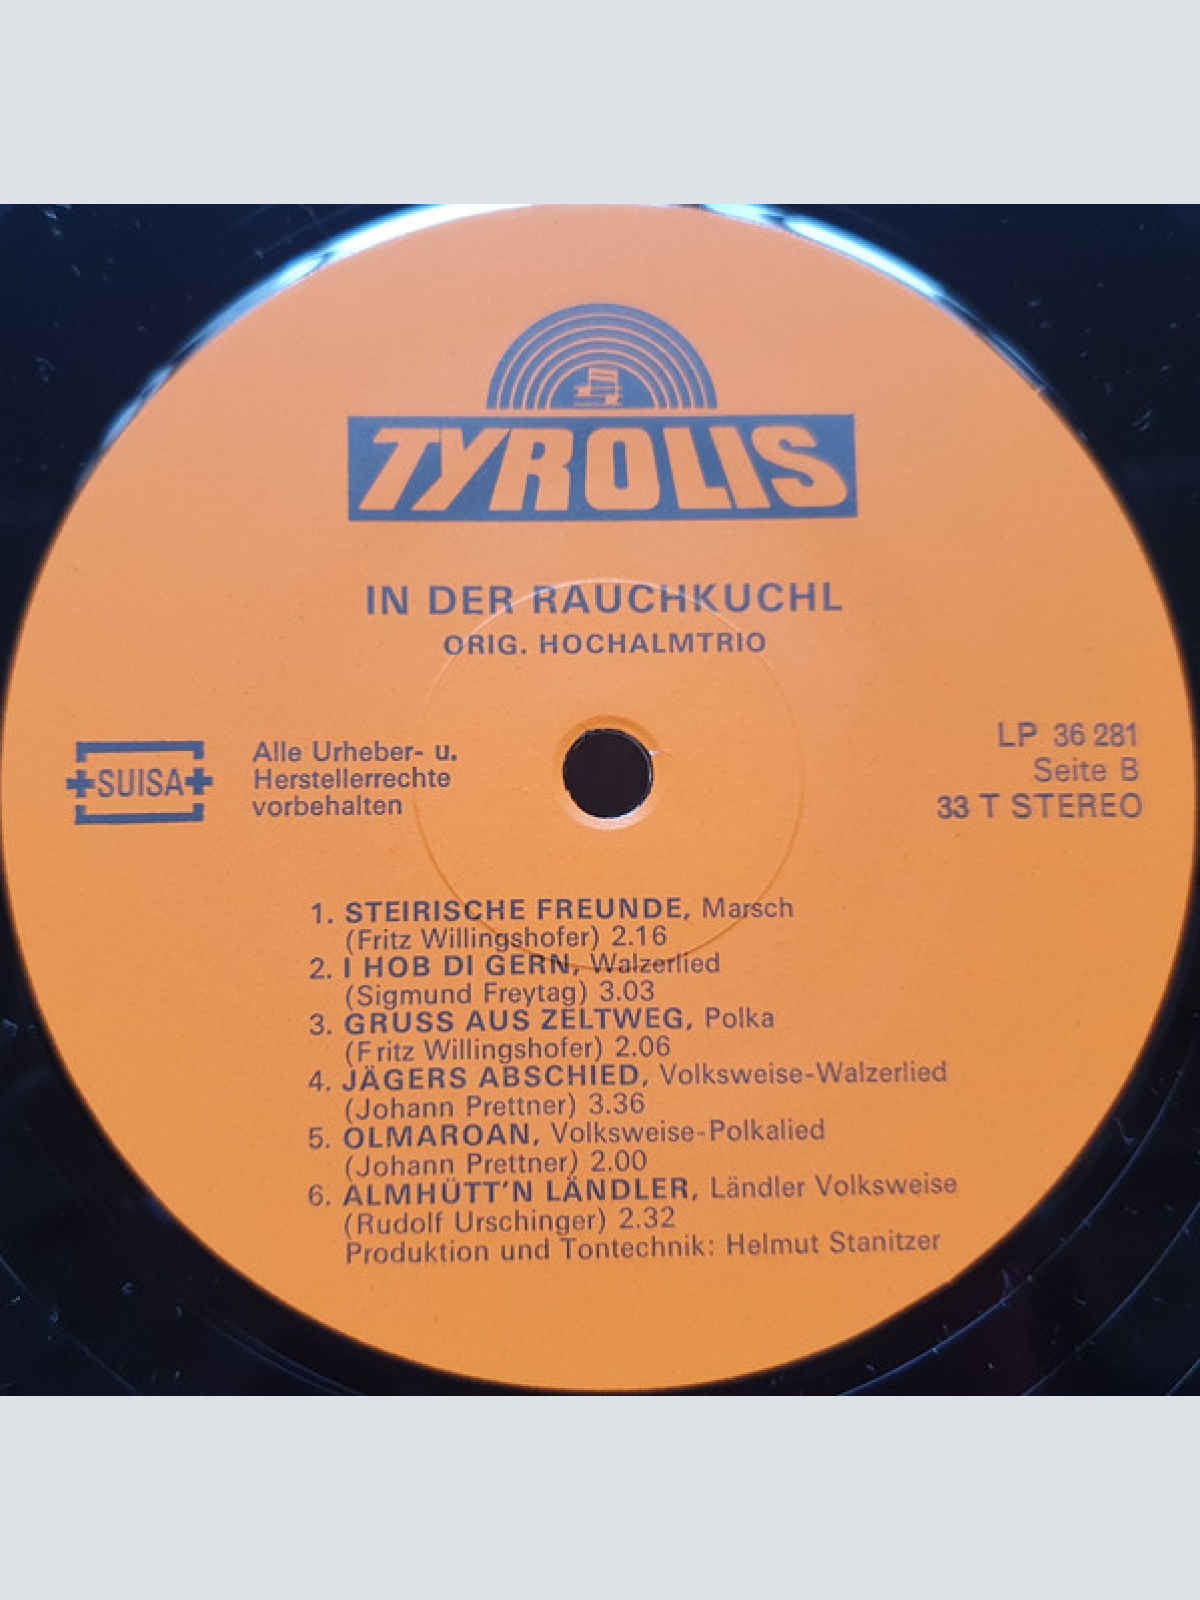 TYROLIS
IN DER RAUCHKUCHL
ORIG. HOCHALMTRIO
SUISA
Alle Urheber- u.
Herstellerrechte
vorbehalten
LP 36 281
Seite B
33 T STEREO
1. STEIRISCHE FREUNDE, Marsch
(Fritz Willingshofer) 2.16
2. I HOB DI GERN, Walzerlied
(Sigmund Freytag) 3.03
3. GRUSS AUS ZELTWEG, Polka
(Fritz Willingshofer) 2.06
4. JÄGERS ABSCHIED, Volksweise-Walzerlied
(Johann Prettner) 3.36
5. OLMAROAN, Volksweise-Polkalied
(Johann Prettner) 2.00
6. ALMHÜTT'N LÄNDLER, Ländler Volksweise
(Rudolf Urschinger) 2.32
Produktion und Tontechnik: Helmut Stanitzer